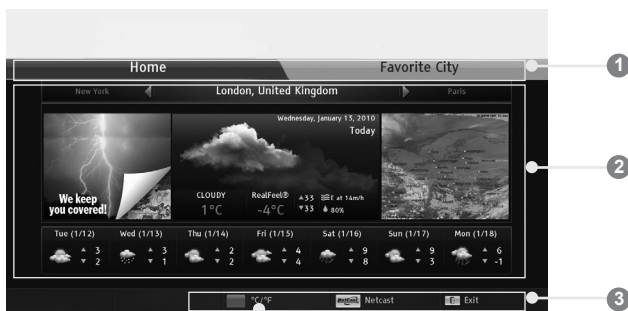 Home Favorite City
1
New York London, United Kingdom Paris
Wednesday, January 13, 2010
Today
We keep
you covered!
CLOUDY RealFeel® ▲33 E at 14m/h
1°C -4°C ▼33 80%
2
Tue (1/12) Wed (1/13) Thu (1/14) Fri (1/15) Sat (1/16) Sun (1/17) Mon (1/18)
▲ 3 ▲ 3 ▲ 2 ▲ 4 ▲ 9 ▲ 9 ▲ 6
▼ 2 ▼ 1 ▼ 2 ▼ 4 ▼ 8 ▼ 3 ▼ -1
°C/°F NetCast Netcast Exit
3